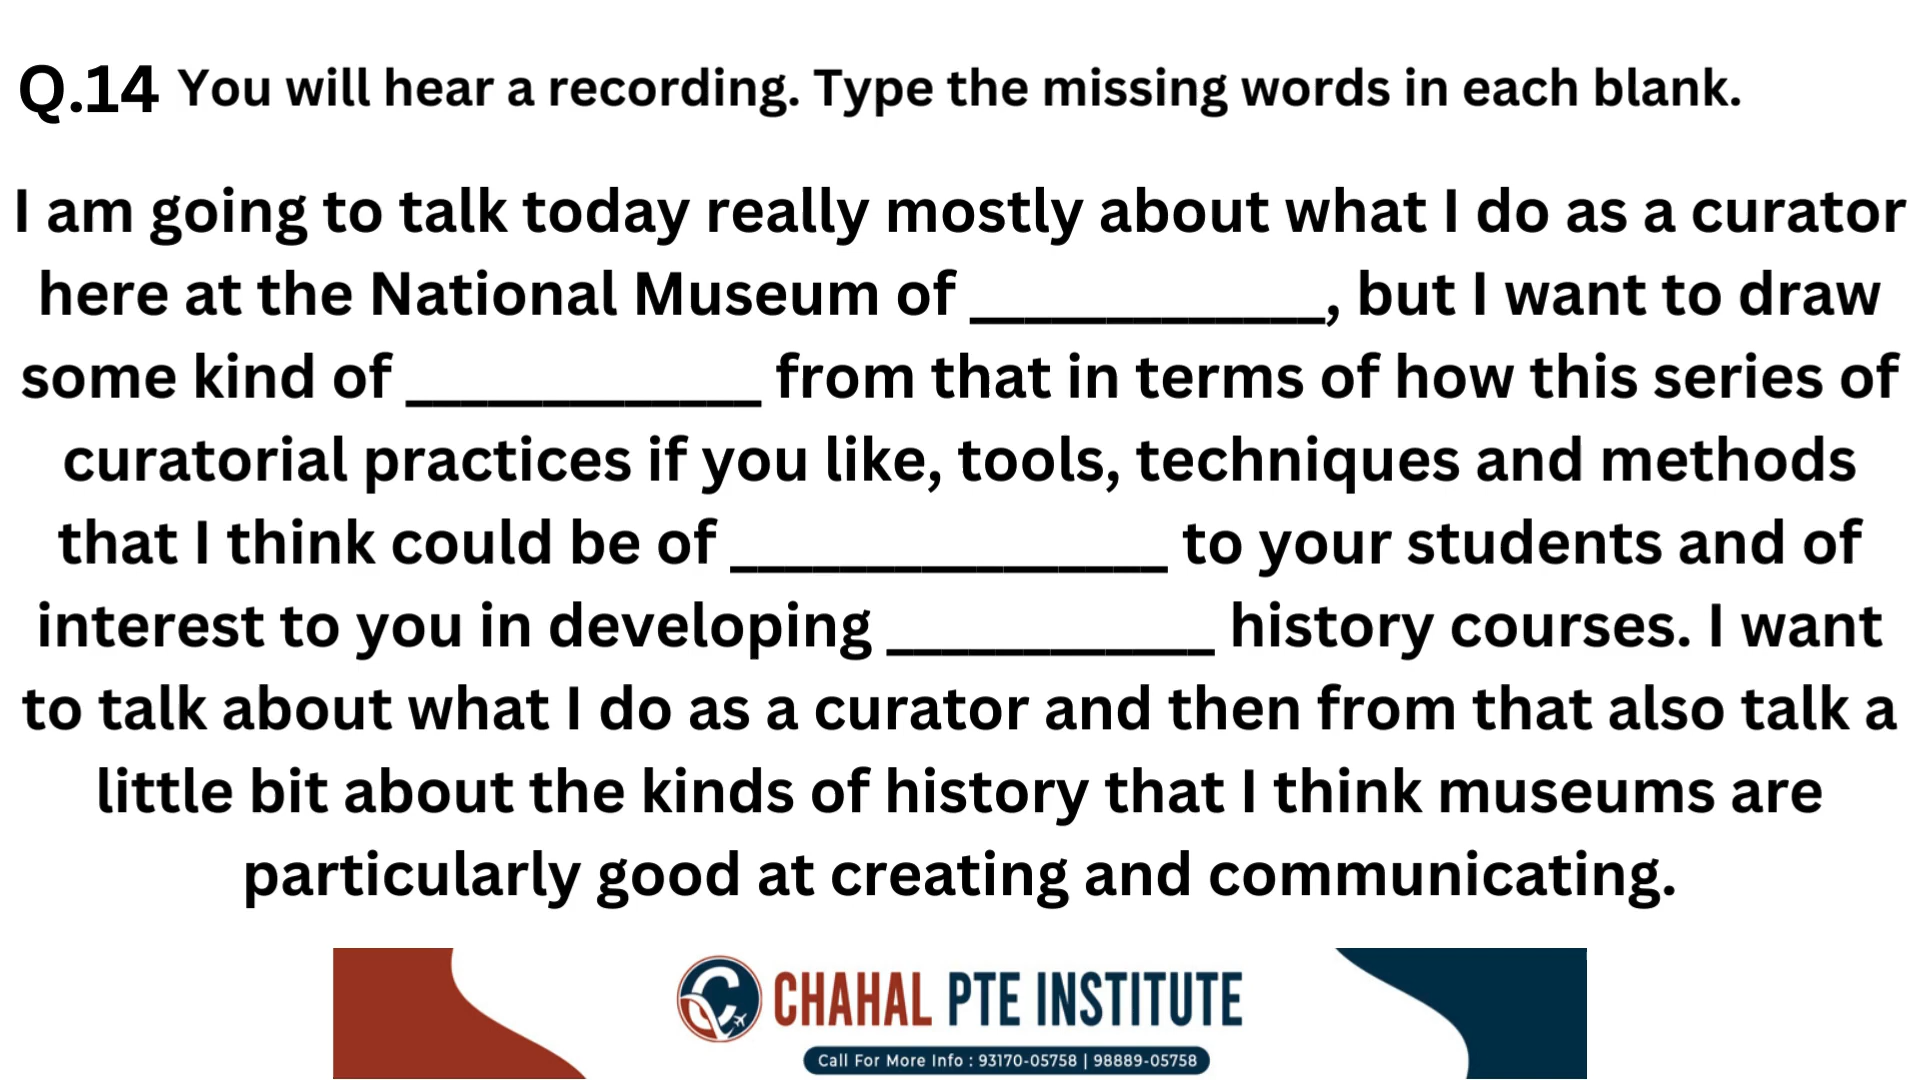 Q.14 You will hear a recording. Type the missing words in each blank.
I am going to talk today really mostly about what I do as a curator
here at the National Museum of _____________, but I want to draw
some kind of _____________ from that in terms of how this series of
curatorial practices if you like, tools, techniques and methods
that I think could be of ________________ to your students and of
interest to you in developing ____________ history courses. I want
to talk about what I do as a curator and then from that also talk a
little bit about the kinds of history that I think museums are
particularly good at creating and communicating.
CHAHAL PTE INSTITUTE
Call For More Info : 93170-05758 | 98889-05758